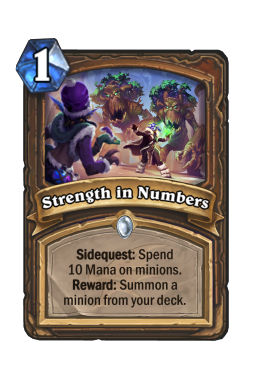 1
Strength in Numbers
Sidequest: Spend
10 Mana on minions.
Reward: Summon a
minion from your deck.